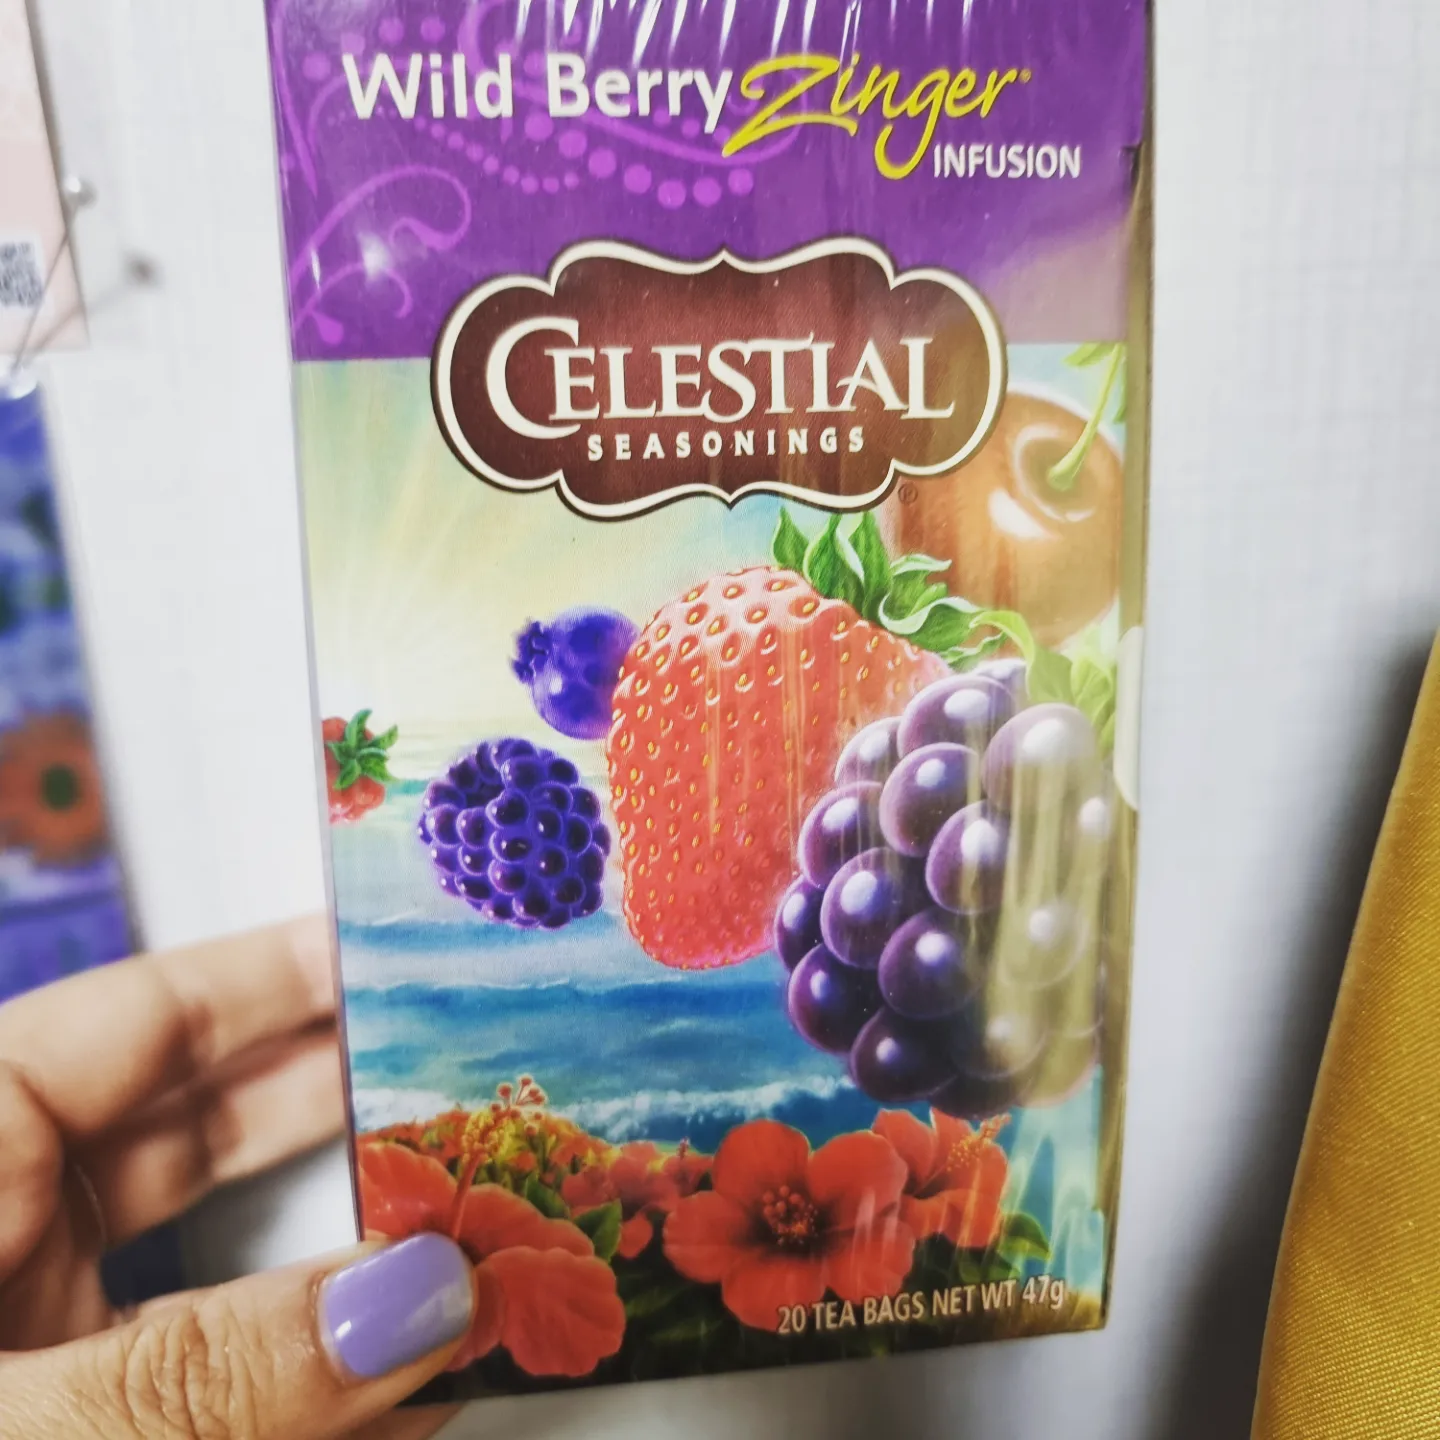 Wild Berry Zinger®
INFUSION
CELESTIAL
SEASONINGS
®
20 TEA BAGS NET WT 47g